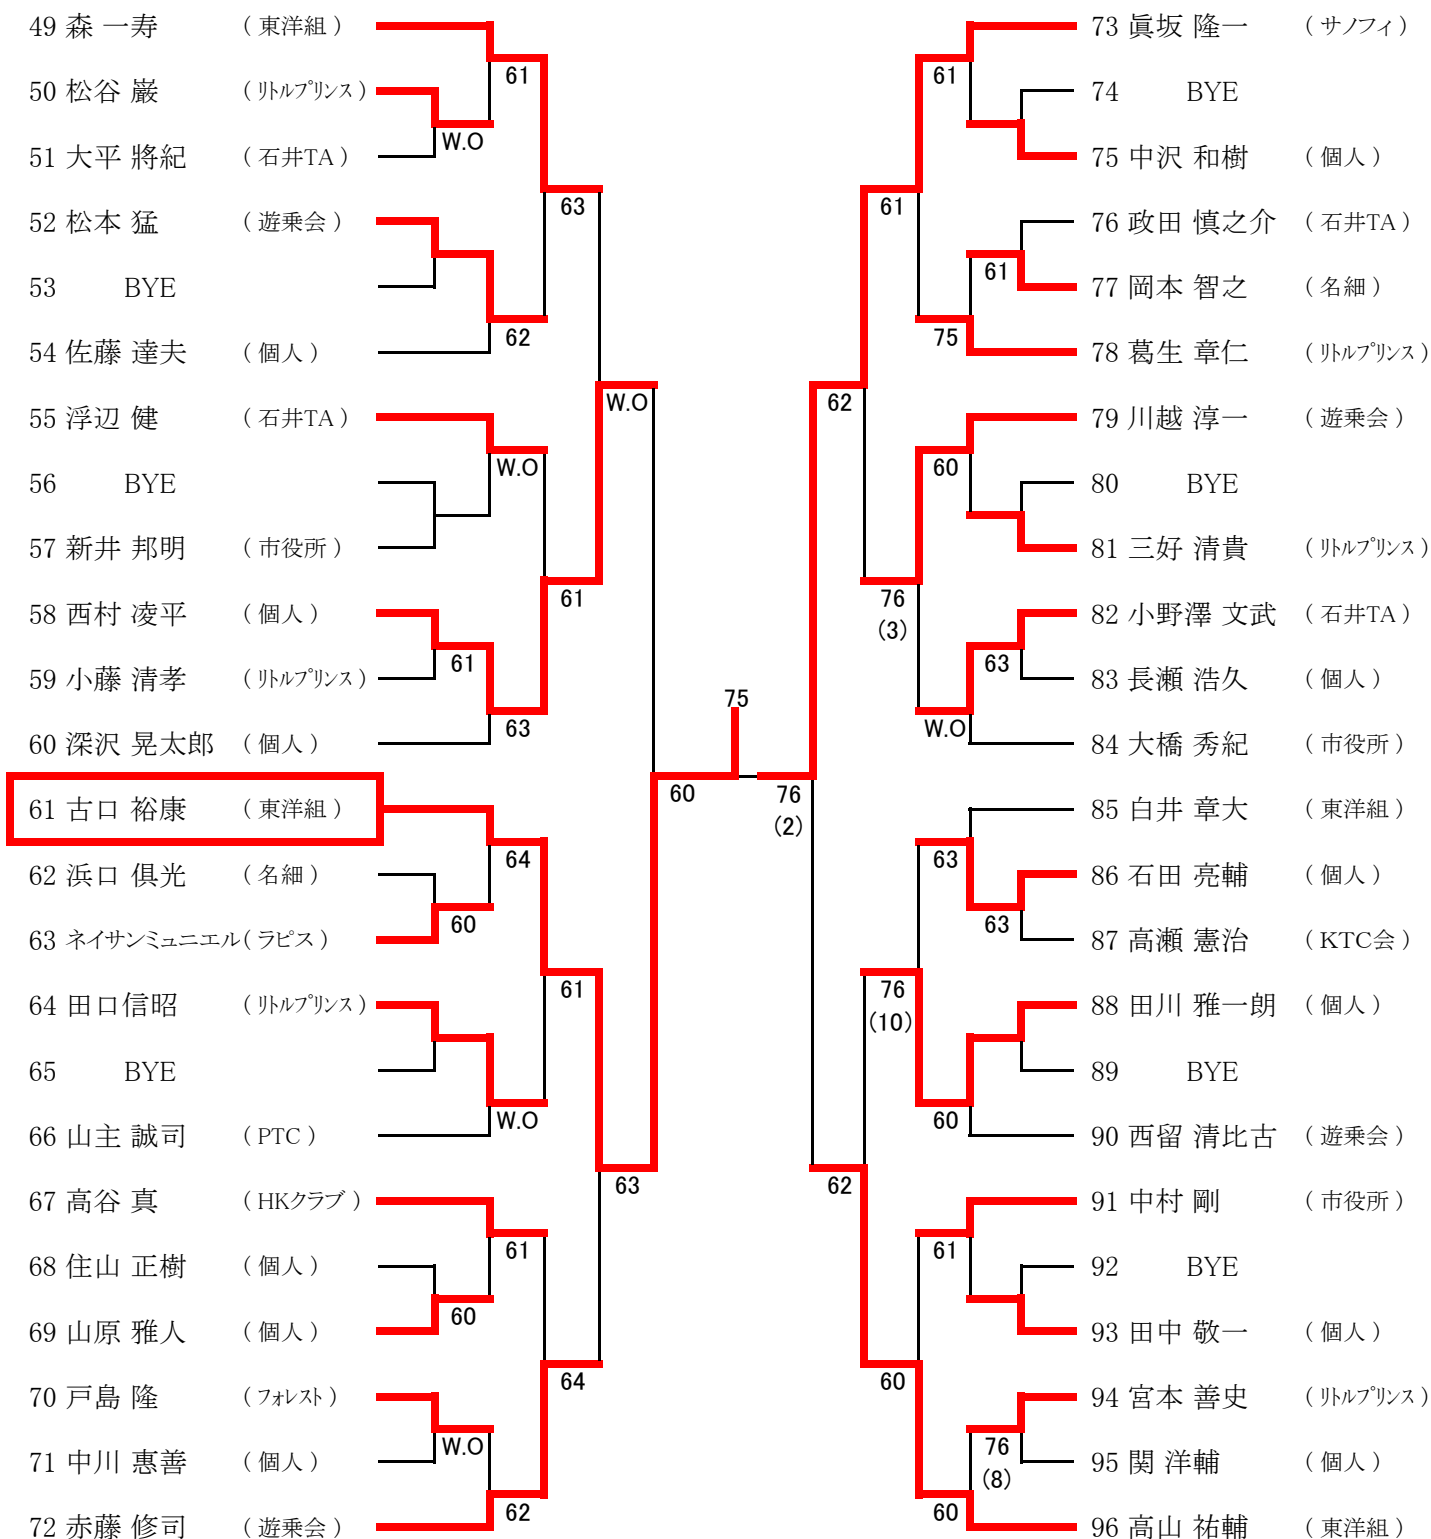 49 森 一寿 （ 東洋組 ）
61
50 松谷 巌 （ リトルプリンス ）
W.O
51 大平 將紀 （ 石井TA ）
63
52 松本 猛 （ 遊乗会 ）
53 BYE
62
54 佐藤 達夫 （ 個人 ）
W.O
55 浮辺 健 （ 石井TA ）
W.O
56 BYE
57 新井 邦明 （ 市役所 ）
61
58 西村 凌平 （ 個人 ）
61
59 小藤 清孝 （ リトルプリンス ）
63
60 深沢 晃太郎 （ 個人 ）
60
61 古口 裕康 （ 東洋組 ）
64
62 浜口 倶光 （ 名細 ）
60
63 ネイサンミュニエル （ ラピス ）
61
64 田口信昭 （ リトルプリンス ）
65 BYE
W.O
66 山主 誠司 （ PTC ）
63
67 高谷 真 （ HKクラブ ）
61
68 住山 正樹 （ 個人 ）
60
69 山原 雅人 （ 個人 ）
64
70 戸島 隆 （ フォレスト ）
W.O
71 中川 惠善 （ 個人 ）
62
72 赤藤 修司 （ 遊乗会 ）
75
73 眞坂 隆一 （ サノフィ ）
61
74 BYE
75 中沢 和樹 （ 個人 ）
61
76 政田 慎之介 （ 石井TA ）
61
77 岡本 智之 （ 名細 ）
75
78 葛生 章仁 （ リトルプリンス ）
62
79 川越 淳一 （ 遊乗会 ）
60
80 BYE
81 三好 清貴 （ リトルプリンス ）
76
(3)
82 小野澤 文武 （ 石井TA ）
63
83 長瀬 浩久 （ 個人 ）
W.O
84 大橋 秀紀 （ 市役所 ）
76
(2)
85 白井 章大 （ 東洋組 ）
63
86 石田 亮輔 （ 個人 ）
63
87 高瀬 憲治 （ KTC会 ）
76
(10)
88 田川 雅一朗 （ 個人 ）
89 BYE
60
90 西留 清比古 （ 遊乗会 ）
62
91 中村 剛 （ 市役所 ）
61
92 BYE
93 田中 敬一 （ 個人 ）
60
94 宮本 善史 （ リトルプリンス ）
76
(8)
95 関 洋輔 （ 個人 ）
60
96 高山 祐輔 （ 東洋組 ）